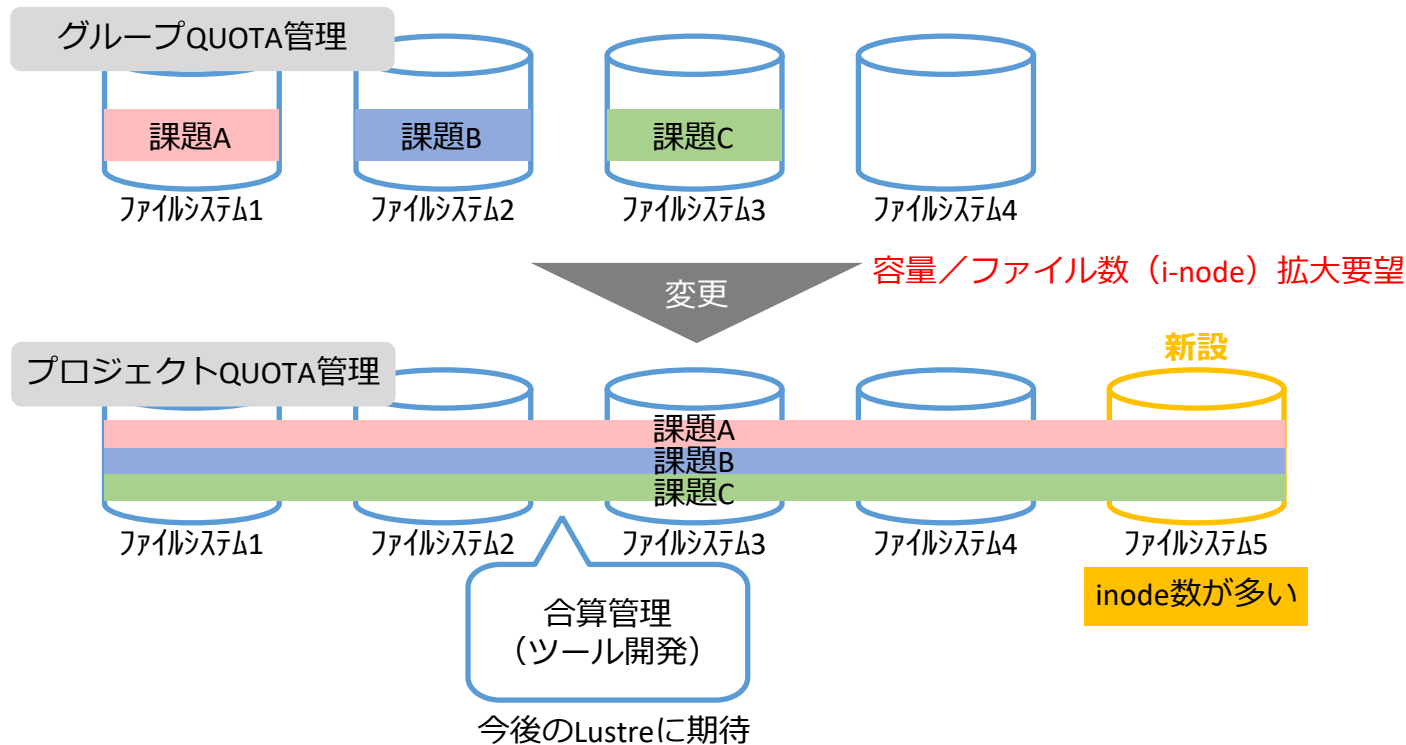 グループQUOTA管理
課題A
課題B
課題C
ﾌｧｲﾙｼｽﾃﾑ1
ﾌｧｲﾙｼｽﾃﾑ2
ﾌｧｲﾙｼｽﾃﾑ3
ﾌｧｲﾙｼｽﾃﾑ4
容量／ファイル数（i-node）拡大要望
変更
新設
プロジェクトQUOTA管理
課題A
課題B
課題C
ﾌｧｲﾙｼｽﾃﾑ1
ﾌｧｲﾙｼｽﾃﾑ2
ﾌｧｲﾙｼｽﾃﾑ3
ﾌｧｲﾙｼｽﾃﾑ4
ﾌｧｲﾙｼｽﾃﾑ5
inode数が多い
合算管理
（ツール開発）
今後のLustreに期待